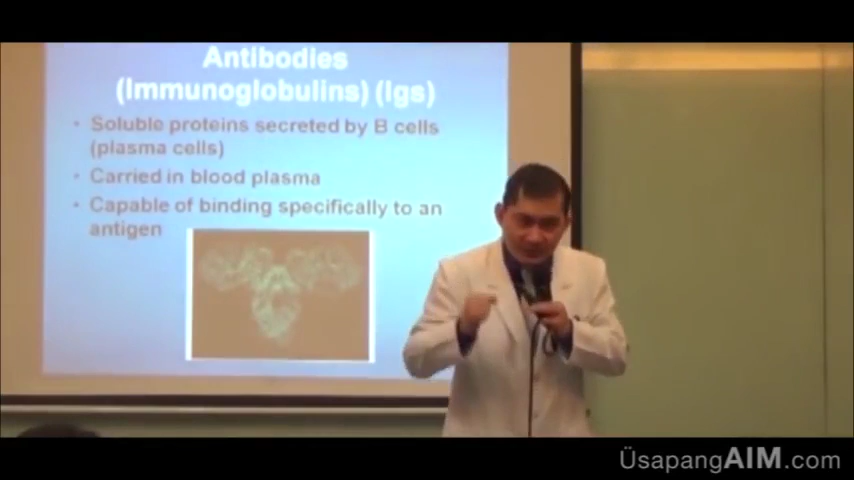 Antibodies
(Immunoglobulins) (Igs)
• Soluble proteins secreted by B cells
(plasma cells)
• Carried in blood plasma
• Capable of binding specifically to an
antigen
ÜsapangAIM.com